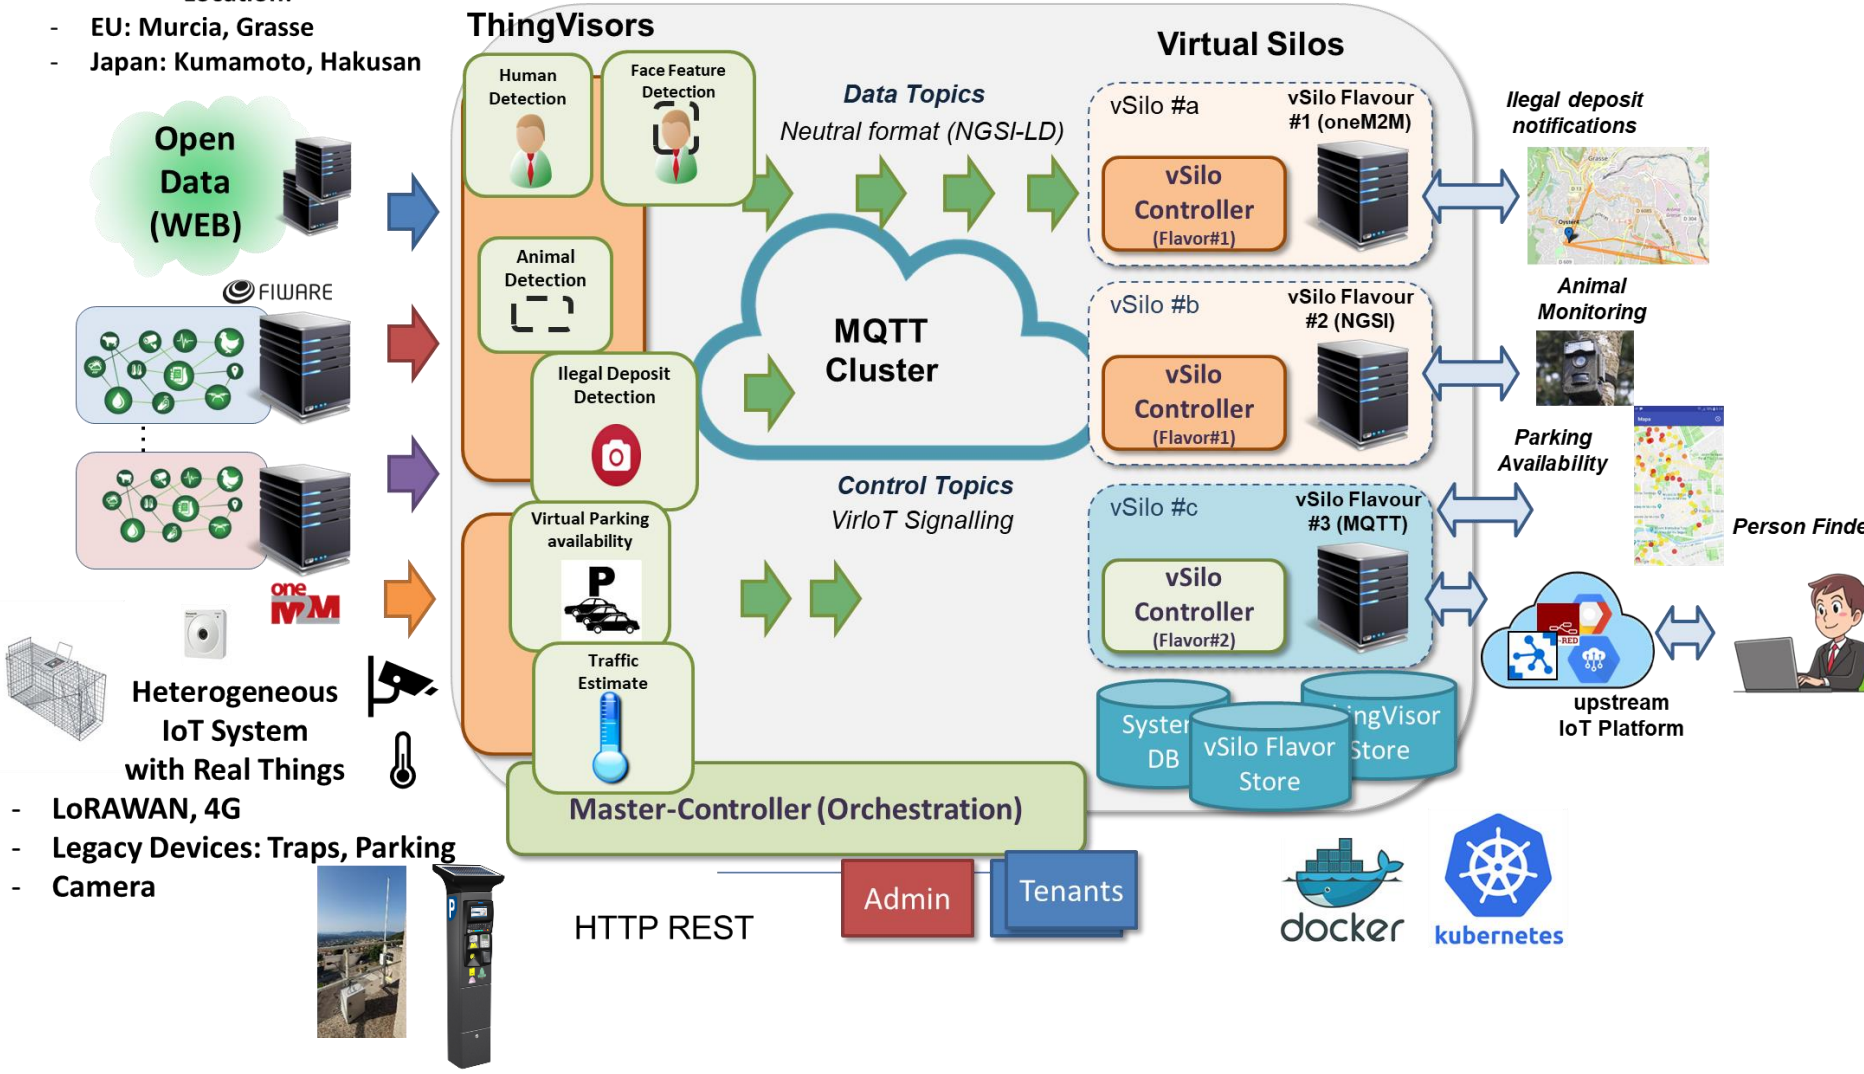 - EU: Murcia, Grasse
- Japan: Kumamoto, Hakusan
Open
Data
(WEB)
FIWARE
one
M2M
Heterogeneous
IoT System
with Real Things
- LoRAWAN, 4G
- Legacy Devices: Traps, Parking
- Camera
ThingVisors
Human
Detection
Face Feature
Detection
Animal
Detection
Ilegal Deposit
Detection
Virtual Parking
availability
P
Traffic
Estimate
Data Topics
Neutral format (NGSI-LD)
MQTT
Cluster
Control Topics
VirIoT Signalling
Virtual Silos
vSilo #a
vSilo Flavour
#1 (oneM2M)
vSilo
Controller
(Flavor#1)
vSilo #b
vSilo Flavour
#2 (NGSI)
vSilo
Controller
(Flavor#1)
vSilo #c
vSilo Flavour
#3 (MQTT)
vSilo
Controller
(Flavor#2)
System
DB
vSilo Flavor
Store
hingVisor
Store
Master-Controller (Orchestration)
Admin
Tenants
HTTP REST
docker
kubernetes
Ilegal deposit
notifications
Grasse
Animal
Monitoring
Parking
Availability
Maps
Person Finde
-RED
upstream
IoT Platform
P